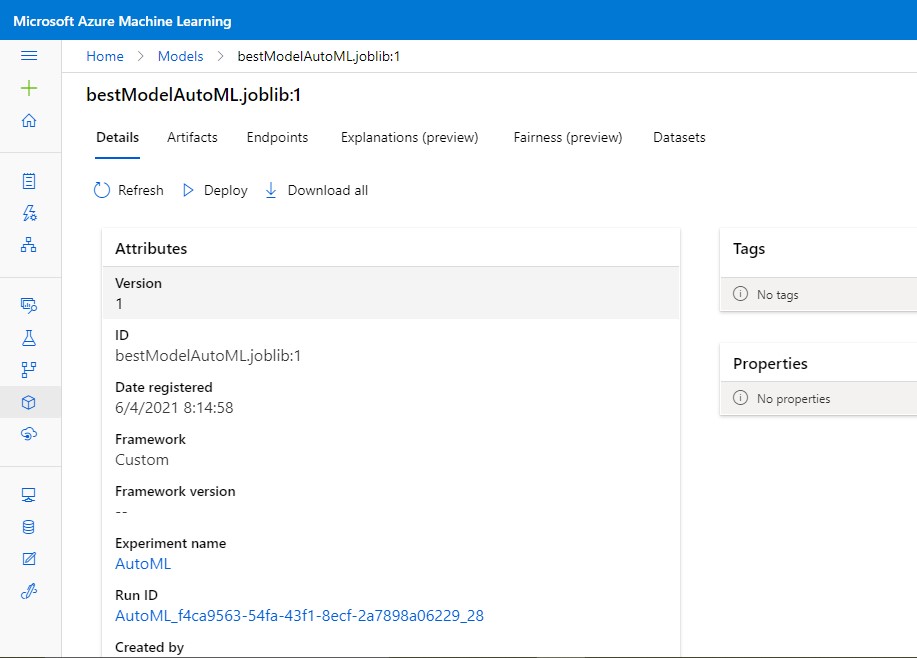 Microsoft Azure Machine Learning
Home > Models > bestModelAutoML.joblib:1
bestModelAutoML.joblib:1
Details Artifacts Endpoints Explanations (preview) Fairness (preview) Datasets
Refresh Deploy Download all
Attributes
Version
1
ID
bestModelAutoML.joblib:1
Date registered
6/4/2021 8:14:58
Framework
Custom
Framework version
--
Experiment name
AutoML
Run ID
AutoML_f4ca9563-54fa-43f1-8ecf-2a7898a06229_28
Created by
Tags
No tags
Properties
No properties